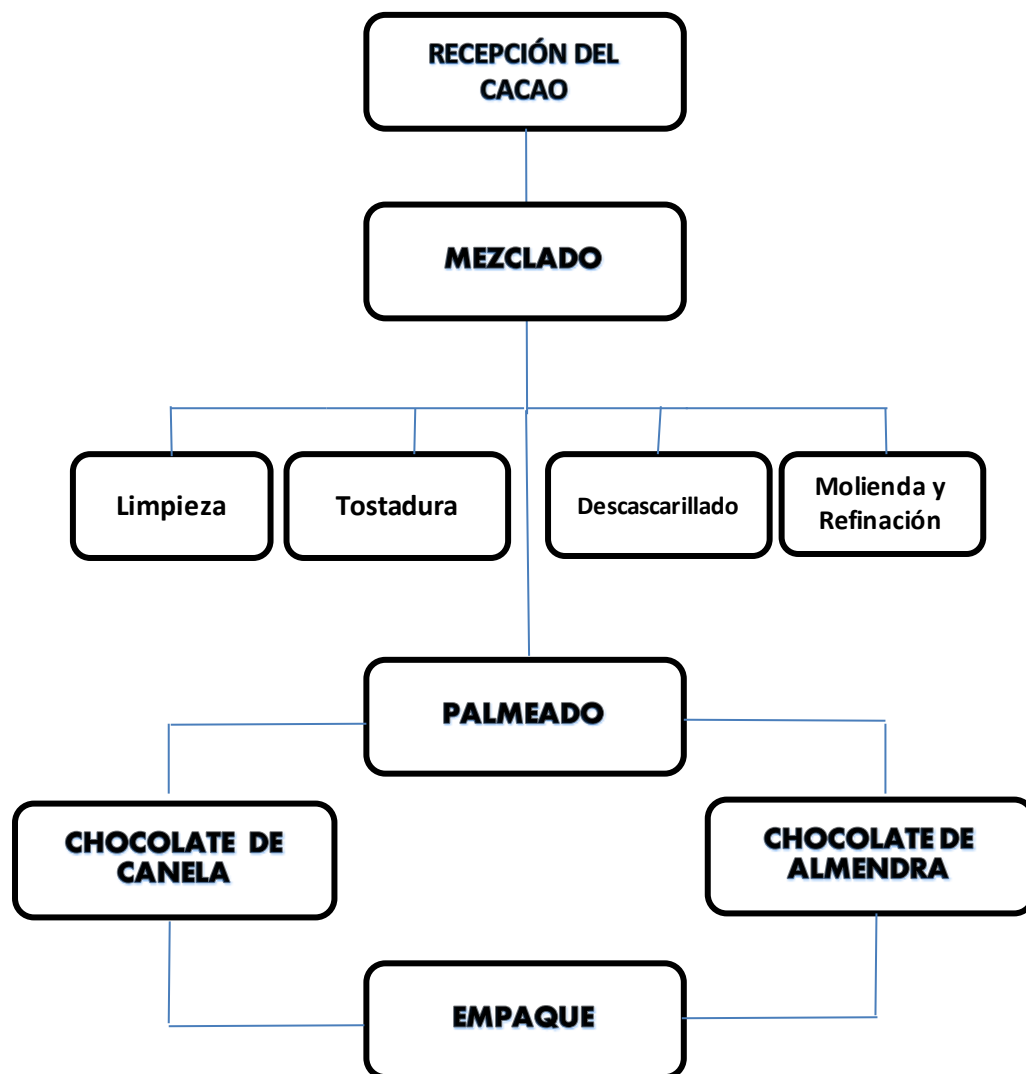 RECEPCIÓN DEL
CACAO
MEZCLADO
Limpieza
Tostadura
Descascarillado
Molienda y
Refinación
PALMEADO
CHOCOLATE DE
CANELA
CHOCOLATE DE
ALMENDRA
EMPAQUE